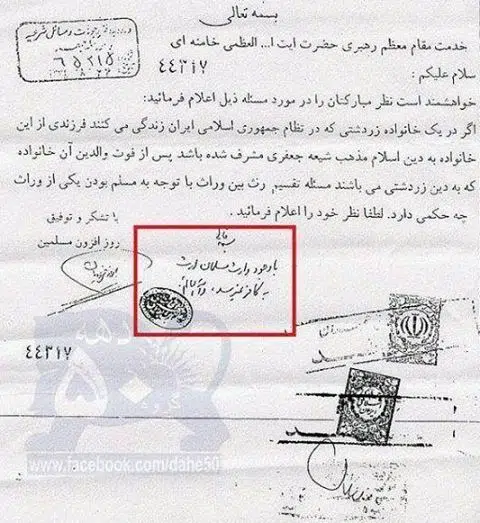 بسمه تعالی
خدمت مقام معظم رهبری حضرت ایت ا... العظمی خامنه ای
سلام علیکم :
خواهشمند است نظر مبارکتان را در مورد مسئله ذیل اعلام فرمائید:
اگر در یک خانواده زردشتی که در نظام جمهوری اسلامی ایران زندگی می کنند فرزندی از این
خانواده به دین اسلام مذهب شیعه جعفری مشرف شده باشد پس از فوت والدین آن خانواده
که به دین زردشتی می باشند مسئله تقسیم رث بین وراث با توجه به مسلم بودن یکی از وراث
چه حکمی دارد. لطفا نظر خود را اعلام فرمائید .
با تشکر و توفیق
روز افزون مسلمین
۶۵۲۱۵
۴۴۳۱۷
بسمه تعالی
با وجود وارث مسلمان ارث
به کافر نمیرسد.
۴۴۳۱۷
دهه
۵۰
www.facebook.com/dahe50